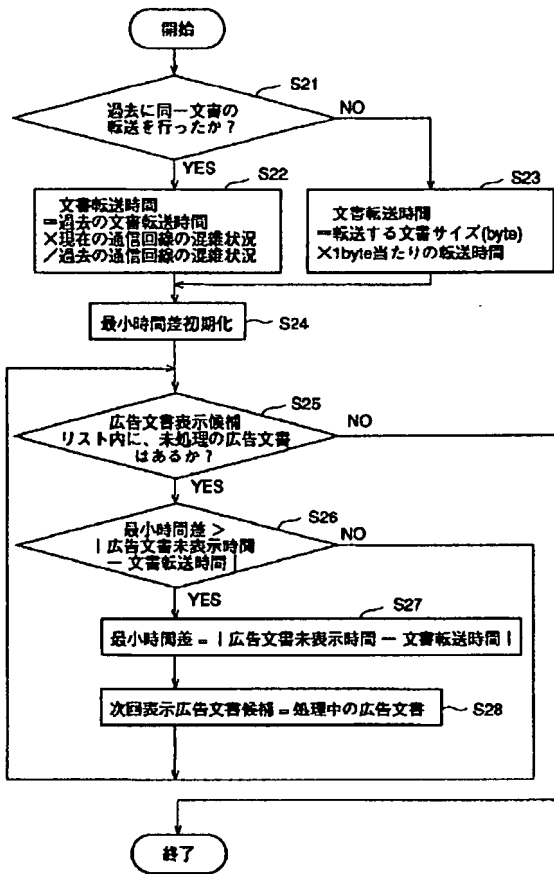 開始
S21
過去に同一文書の
転送を行ったか？
NO
YES
S22
文書転送時間
＝過去の文書転送時間
×現在の通信回線の混雑状況
／過去の通信回線の混雑状況
S23
文書転送時間
＝転送する文書サイズ(byte)
×1byte当たりの転送時間
最小時間差初期化
S24
S25
広告文書表示候補
リスト内に、未処理の広告文書
はあるか？
NO
YES
S26
最小時間差＞
｜広告文書未表示時間
－文書転送時間｜
NO
YES
S27
最小時間差＝｜広告文書未表示時間－文書転送時間｜
次回表示広告文書候補＝処理中の広告文書
S28
終了